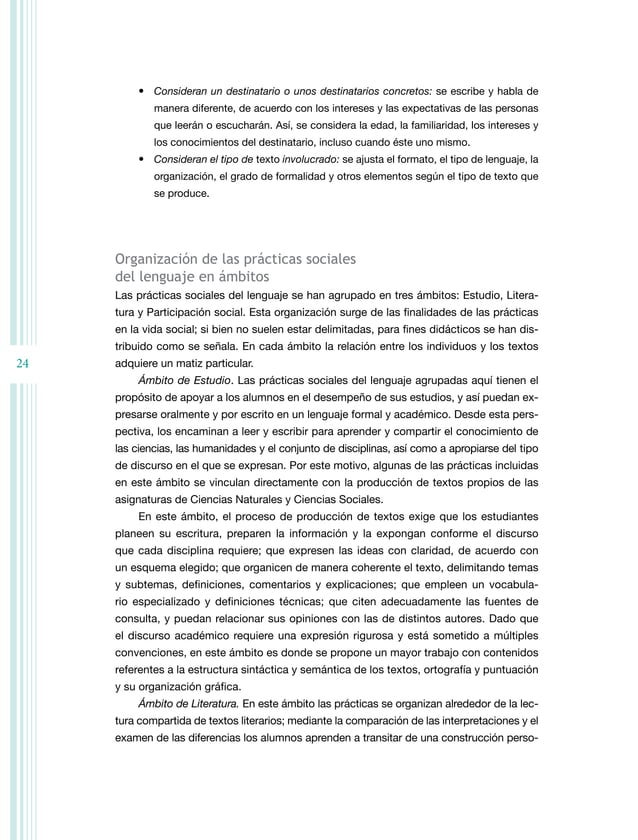 • Consideran un destinatario o unos destinatarios concretos: se escribe y habla de
manera diferente, de acuerdo con los intereses y las expectativas de las personas
que leerán o escucharán. Así, se considera la edad, la familiaridad, los intereses y
los conocimientos del destinatario, incluso cuando éste uno mismo.
• Consideran el tipo de texto involucrado: se ajusta el formato, el tipo de lenguaje, la
organización, el grado de formalidad y otros elementos según el tipo de texto que
se produce.
Organización de las prácticas sociales
del lenguaje en ámbitos
Las prácticas sociales del lenguaje se han agrupado en tres ámbitos: Estudio, Litera-
tura y Participación social. Esta organización surge de las finalidades de las prácticas
en la vida social; si bien no suelen estar delimitadas, para fines didácticos se han dis-
tribuido como se señala. En cada ámbito la relación entre los individuos y los textos
24
adquiere un matiz particular.
Ámbito de Estudio. Las prácticas sociales del lenguaje agrupadas aquí tienen el
propósito de apoyar a los alumnos en el desempeño de sus estudios, y así puedan ex-
presarse oralmente y por escrito en un lenguaje formal y académico. Desde esta pers-
pectiva, los encaminan a leer y escribir para aprender y compartir el conocimiento de
las ciencias, las humanidades y el conjunto de disciplinas, así como a apropiarse del tipo
de discurso en el que se expresan. Por este motivo, algunas de las prácticas incluidas
en este ámbito se vinculan directamente con la producción de textos propios de las
asignaturas de Ciencias Naturales y Ciencias Sociales.
En este ámbito, el proceso de producción de textos exige que los estudiantes
planeen su escritura, preparen la información y la expongan conforme el discurso
que cada disciplina requiere; que expresen las ideas con claridad, de acuerdo con
un esquema elegido; que organicen de manera coherente el texto, delimitando temas
y subtemas, definiciones, comentarios y explicaciones; que empleen un vocabula-
rio especializado y definiciones técnicas; que citen adecuadamente las fuentes de
consulta, y puedan relacionar sus opiniones con las de distintos autores. Dado que
el discurso académico requiere una expresión rigurosa y está sometido a múltiples
convenciones, en este ámbito es donde se propone un mayor trabajo con contenidos
referentes a la estructura sintáctica y semántica de los textos, ortografía y puntuación
y su organización gráfica.
Ámbito de Literatura. En este ámbito las prácticas se organizan alrededor de la lec-
tura compartida de textos literarios; mediante la comparación de las interpretaciones y el
examen de las diferencias los alumnos aprenden a transitar de una construcción perso-